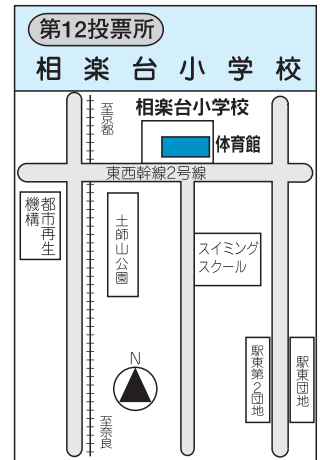 第12投票所
相楽台小学校
至京都
相楽台小学校
体育館
東西幹線2号線
都市再生
機構
土師山公園
スイミング
スクール
N
駅東第2団地
駅東団地
至奈良